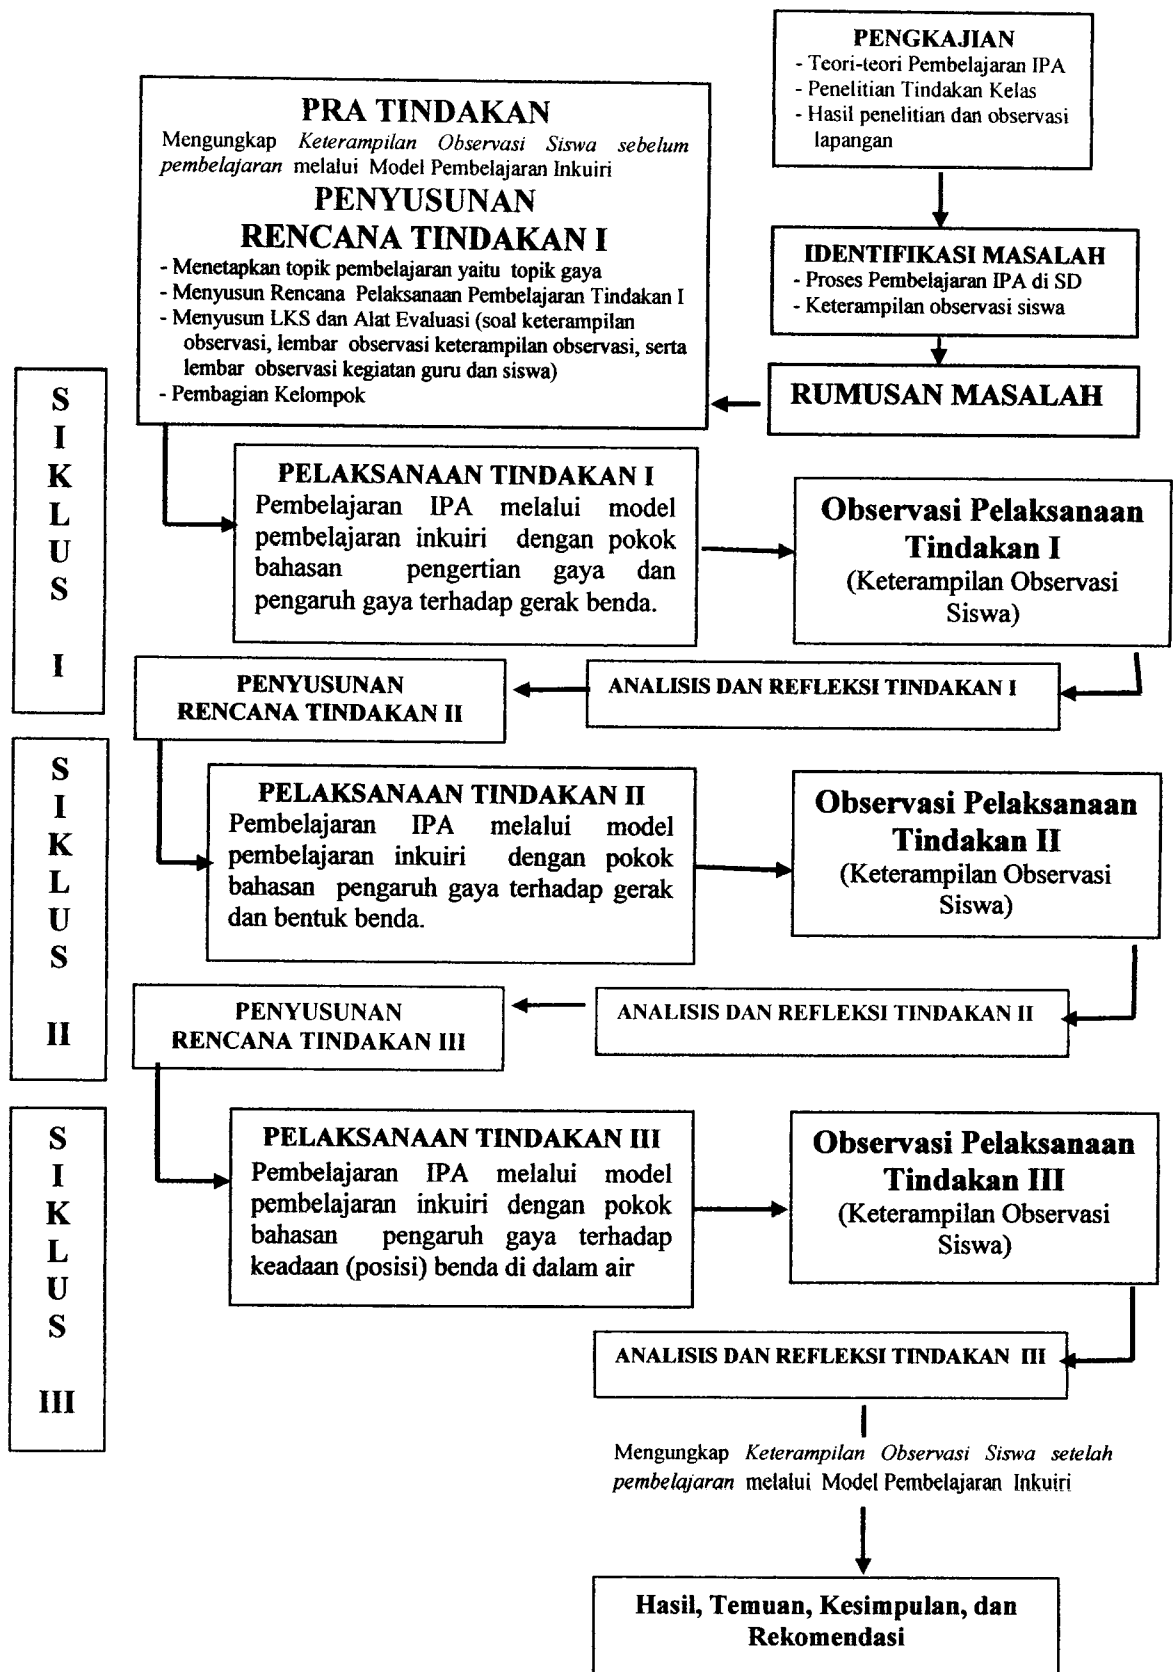 PENGKAJIAN
- Teori-teori Pembelajaran IPA
- Penelitian Tindakan Kelas
- Hasil penelitian dan observasi
lapangan
IDENTIFIKASI MASALAH
- Proses Pembelajaran IPA di SD
- Keterampilan observasi siswa
RUMUSAN MASALAH
PRA TINDAKAN
Mengungkap Keterampilan Observasi Siswa sebelum
pembelajaran melalui Model Pembelajaran Inkuiri
PENYUSUNAN
RENCANA TINDAKAN I
- Menetapkan topik pembelajaran yaitu topik gaya
- Menyusun Rencana Pelaksanaan Pembelajaran Tindakan I
- Menyusun LKS dan Alat Evaluasi (soal keterampilan
observasi, lembar observasi keterampilan observasi, serta
lembar observasi kegiatan guru dan siswa)
- Pembagian Kelompok
S
I
K
L
U
S
I
PELAKSANAAN TINDAKAN I
Pembelajaran IPA melalui model
pembelajaran inkuiri dengan pokok
bahasan pengertian gaya dan
pengaruh gaya terhadap gerak benda.
Observasi Pelaksanaan
Tindakan I
(Keterampilan Observasi
Siswa)
ANALISIS DAN REFLEKSI TINDAKAN I
PENYUSUNAN
RENCANA TINDAKAN II
S
I
K
L
U
S
II
PELAKSANAAN TINDAKAN II
Pembelajaran IPA melalui model
pembelajaran inkuiri dengan pokok
bahasan pengaruh gaya terhadap gerak
dan bentuk benda.
Observasi Pelaksanaan
Tindakan II
(Keterampilan Observasi
Siswa)
ANALISIS DAN REFLEKSI TINDAKAN II
PENYUSUNAN
RENCANA TINDAKAN III
S
I
K
L
U
S
III
PELAKSANAAN TINDAKAN III
Pembelajaran IPA melalui model
pembelajaran inkuiri dengan pokok
bahasan pengaruh gaya terhadap
keadaan (posisi) benda di dalam air
Observasi Pelaksanaan
Tindakan III
(Keterampilan Observasi
Siswa)
ANALISIS DAN REFLEKSI TINDAKAN III
Mengungkap Keterampilan Observasi Siswa setelah
pembelajaran melalui Model Pembelajaran Inkuiri
Hasil, Temuan, Kesimpulan, dan
Rekomendasi